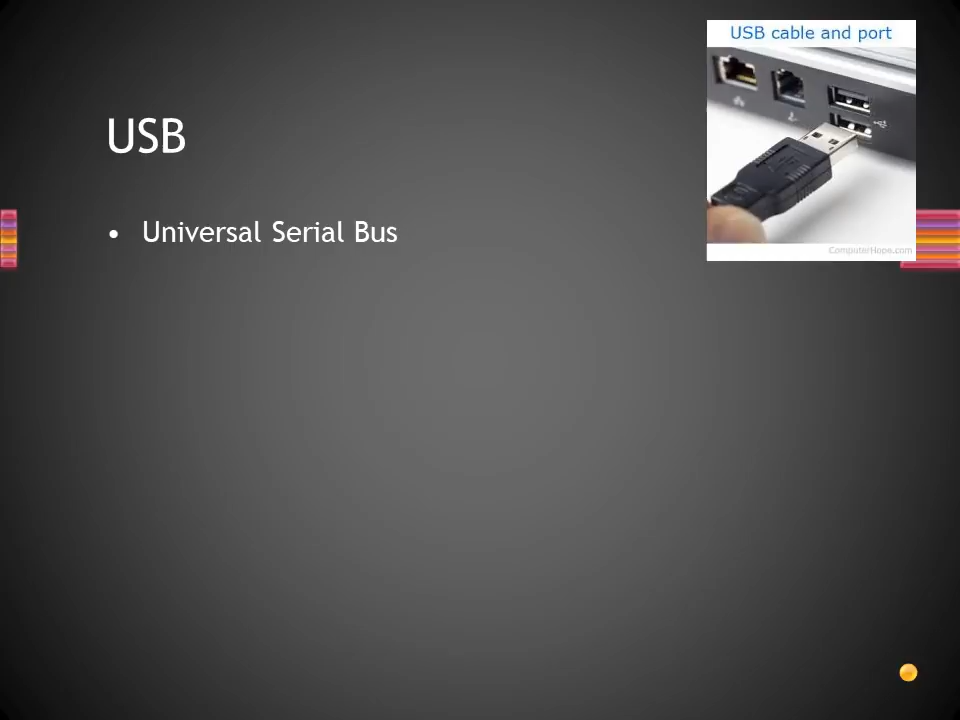 USB cable and port
USB
• Universal Serial Bus
ComputerHope.com